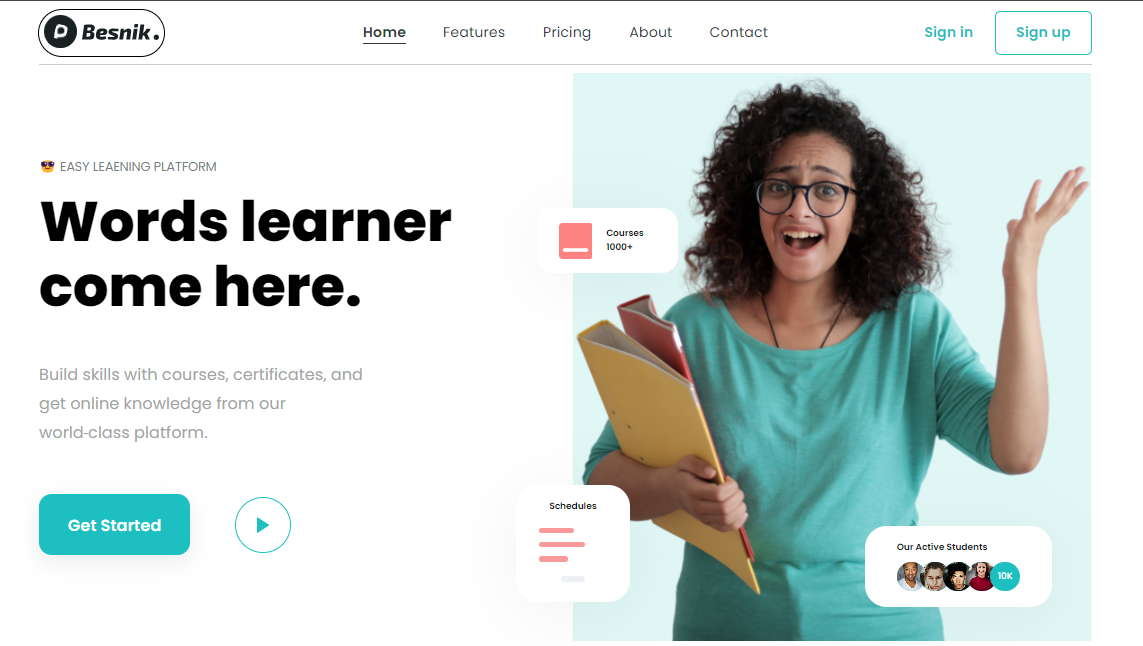 Besnik.
Home
Features
Pricing
About
Contact
Sign in
Sign up
EASY LEAENING PLATFORM
Words learner
come here.
Courses
1000+
Build skills with courses, certificates, and
get online knowledge from our
world-class platform.
Get Started
Schedules
Our Active Students
10K